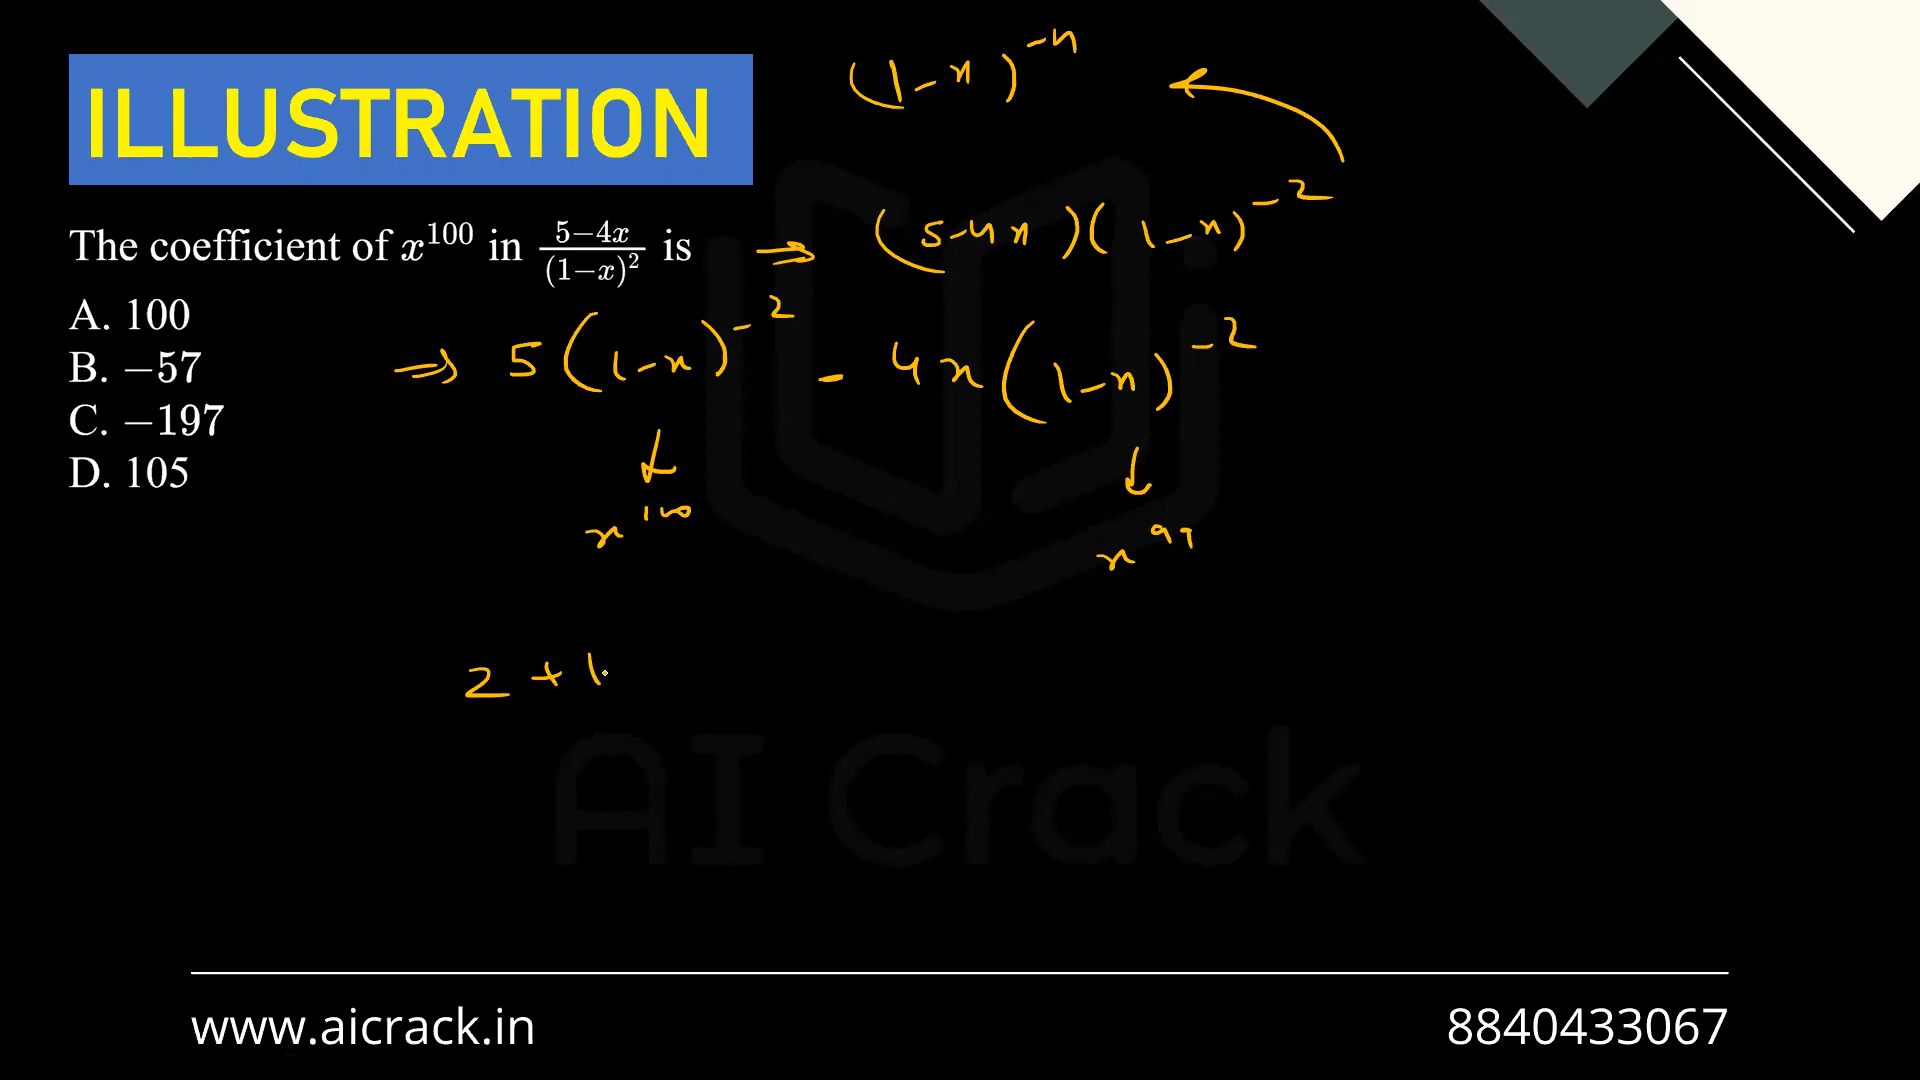 ILLUSTRATION
(1-x)^{-n}
The coefficient of x^{100} in \frac{5-4x}{(1-x)^2} is
⇒ (5-4x)(1-x)^{-2}
A. 100
B. −57
C. −197
D. 105
⇒ 5(1-x)^{-2} - 4x(1-x)^{-2}
x^{100}
x^{99}
2 + 1
AI Crack
www.aicrack.in
8840433067